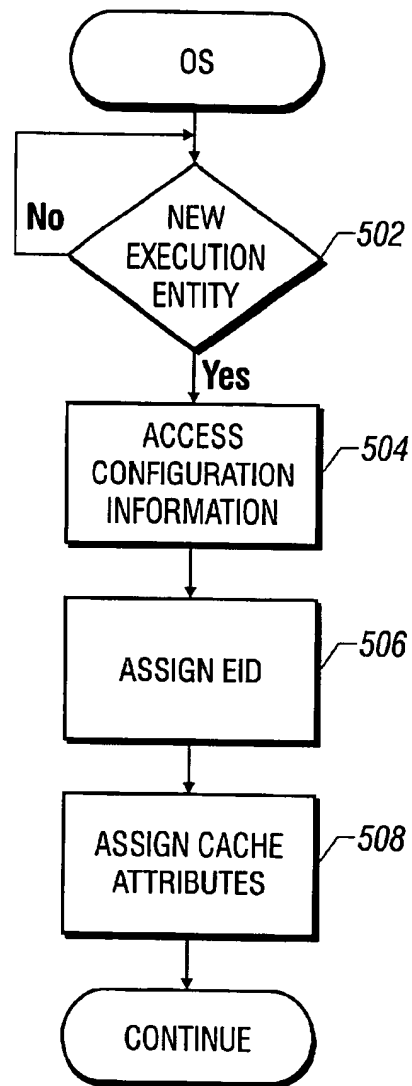 OS
No
NEW
EXECUTION
ENTITY
502
Yes
ACCESS
CONFIGURATION
INFORMATION
504
ASSIGN EID
506
ASSIGN CACHE
ATTRIBUTES
508
CONTINUE